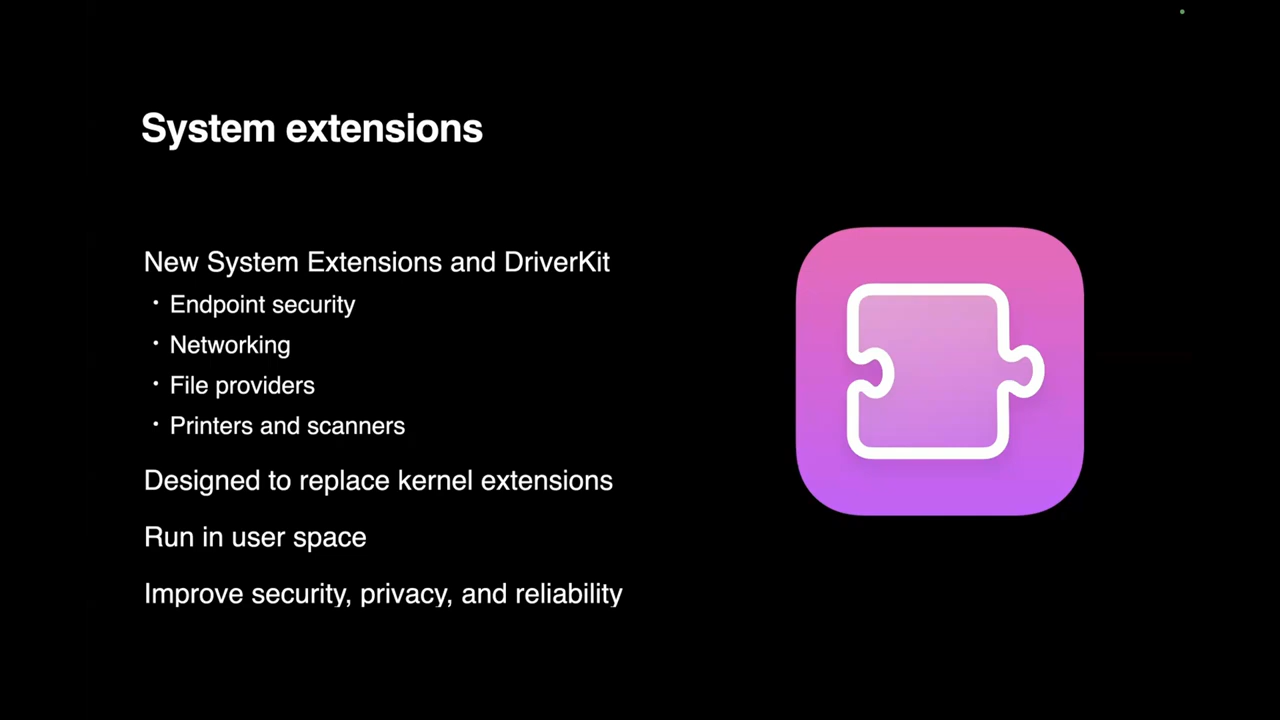 System extensions
New System Extensions and DriverKit
• Endpoint security
• Networking
• File providers
• Printers and scanners
Designed to replace kernel extensions
Run in user space
Improve security, privacy, and reliability